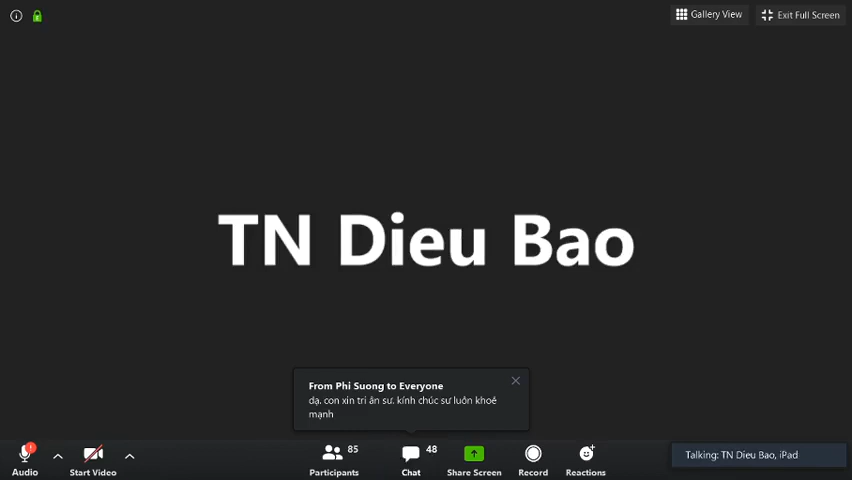 Gallery View
Exit Full Screen
TN Dieu Bao
From Phi Suong to Everyone
dạ. con xin tri ân sư. kính chúc sư luôn khoẻ
mạnh
85
48
Audio
Start Video
Participants
Chat
Share Screen
Record
Reactions
Talking: TN Dieu Bao, iPad